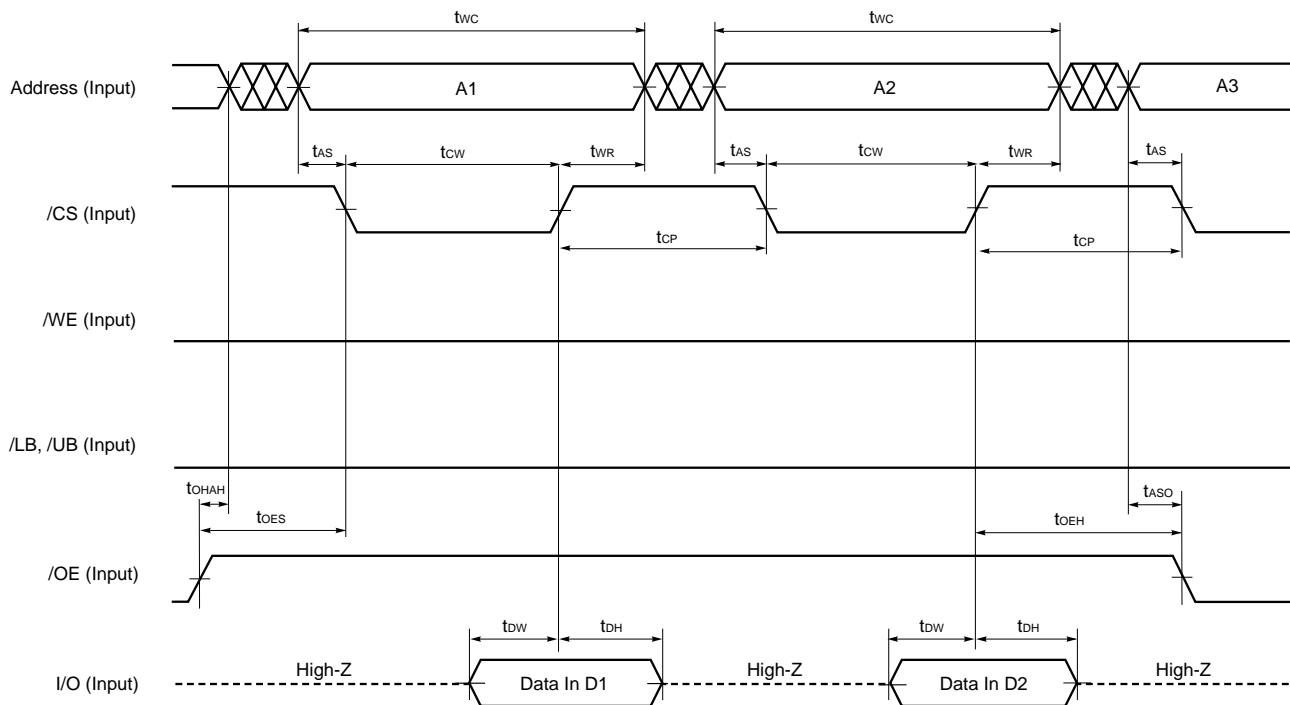 tWC tWC
Address (Input) A1 A2 A3
tAS tCW tWR tAS tCW tWR tAS
/CS (Input)
tCP tCP
/WE (Input)
/LB, /UB (Input)
tOHAH tASO
tOES tOEH
/OE (Input)
tDW tDH tDW tDH
High-Z High-Z High-Z
I/O (Input) Data In D1 Data In D2